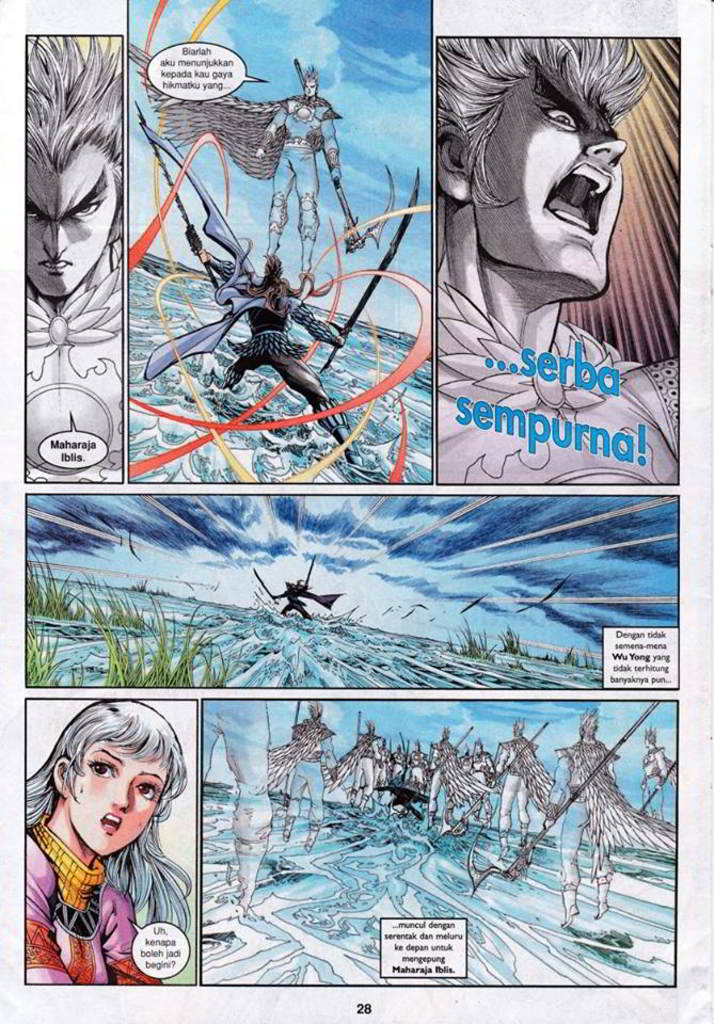 Maharaja
Iblis.
Biarlah
aku menunjukkan
kepada kau gaya
hikmatku yang...
...serba
sempurna!
Dengan tidak
semena-mena
Wu Yong yang
tidak terhitung
banyaknya pun...
Uh,
kenapa
boleh jadi
begini?
...muncul dengan
serentak dan meluru
ke depan untuk
mengepung
Maharaja Iblis.
28